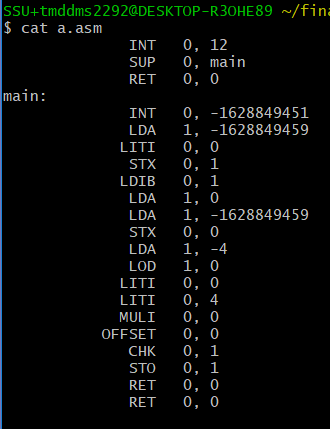 SSU+tmddms2292@DESKTOP-R3OHE89 ~/fina
$ cat a.asm
INT 0, 12
SUP 0, main
RET 0, 0
main:
INT 0, -1628849451
LDA 1, -1628849459
LITI 0, 0
STX 0, 1
LDIB 0, 1
LDA 1, 0
LDA 1, -1628849459
STX 0, 0
LDA 1, -4
LOD 1, 0
LITI 0, 0
LITI 0, 4
MULI 0, 0
OFFSET 0, 0
CHK 0, 1
STO 0, 1
RET 0, 0
RET 0, 0